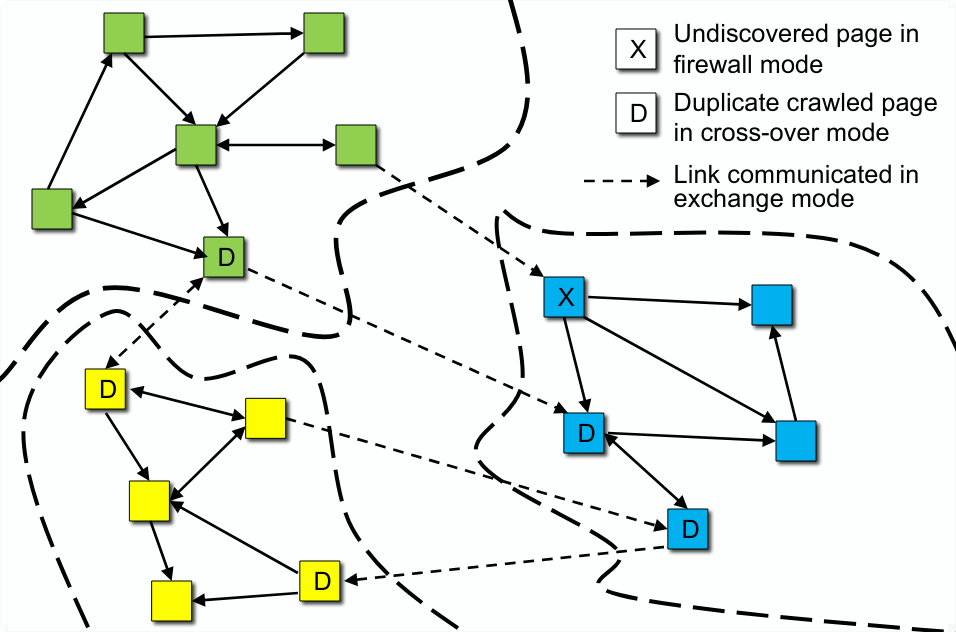 X
Undiscovered page in
firewall mode
D
Duplicate crawled page
in cross-over mode
Link communicated in
exchange mode
D
X
D
D
D
D